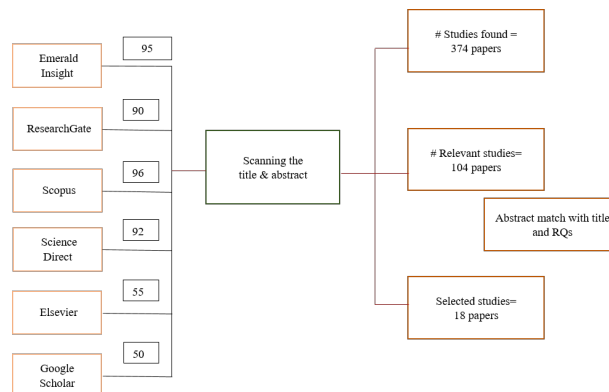 Emerald
Insight
95
ResearchGate
90
Scopus
96
Science
Direct
92
Elsevier
55
Google
Scholar
50
Scanning the
title & abstract
# Studies found =
374 papers
# Relevant studies=
104 papers
Abstract match with title
and RQs
Selected studies=
18 papers